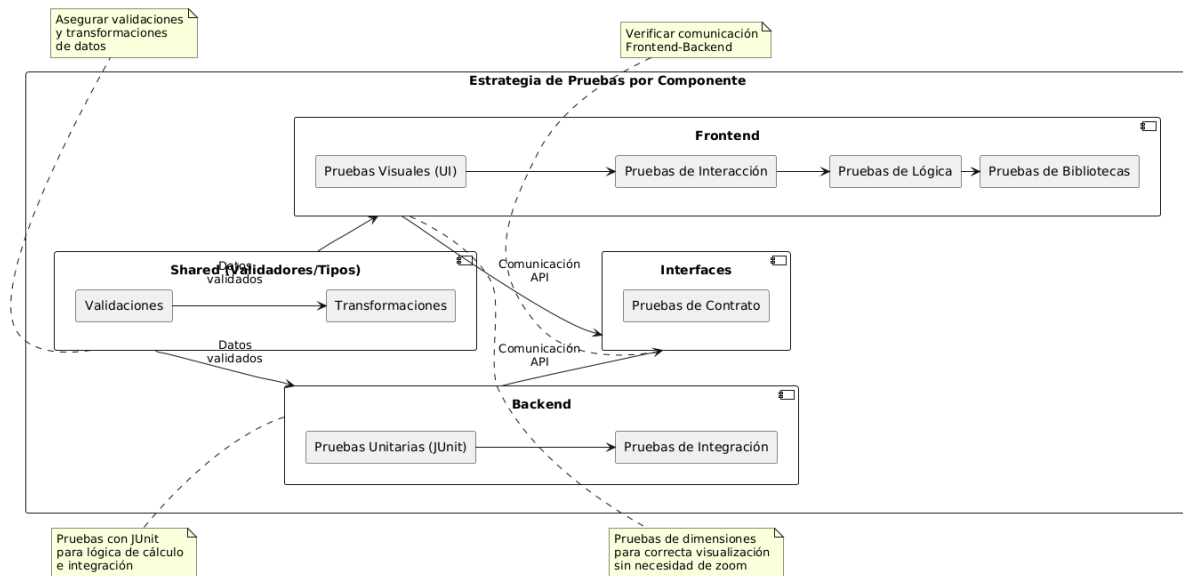 Asegurar validaciones
y transformaciones
de datos
Verificar comunicación
Frontend-Backend
Estrategia de Pruebas por Componente
Frontend
Pruebas Visuales (UI)
Pruebas de Interacción
Pruebas de Lógica
Pruebas de Bibliotecas
Shared (Validadores/Tipos)
Datos
validados
Validaciones
Transformaciones
Comunicación
API
Interfaces
Pruebas de Contrato
Datos
validados
Comunicación
API
Backend
Pruebas Unitarias (JUnit)
Pruebas de Integración
Pruebas con JUnit
para lógica de cálculo
e integración
Pruebas de dimensiones
para correcta visualización
sin necesidad de zoom